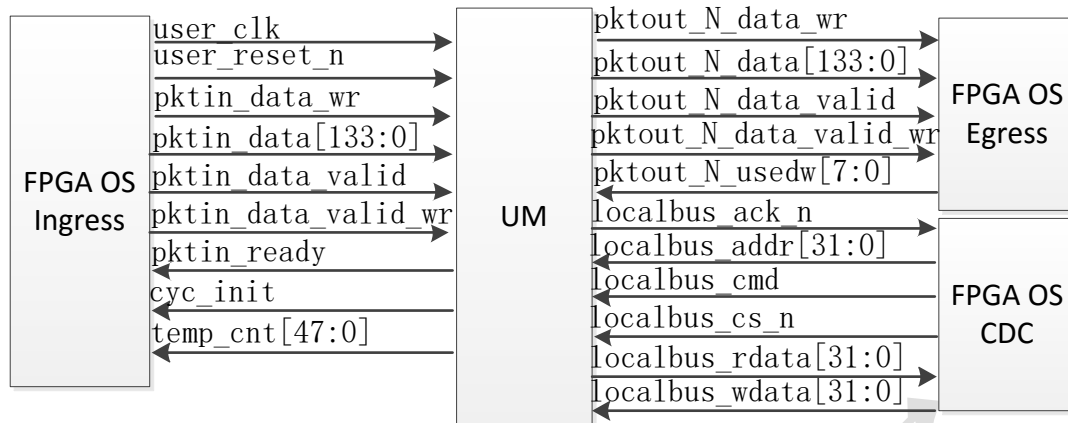 user_clk
user_reset_n
pktin_data_wr
pktin_data[133:0]
pktin_data_valid
pktin_data_valid_wr
pktin_ready
cyc_init
temp_cnt[47:0]
FPGA OS
Ingress
UM
pktout_N_data_wr
pktout_N_data[133:0]
pktout_N_data_valid
pktout_N_data_valid_wr
pktout_N_usedw[7:0]
localbus_ack_n
localbus_addr[31:0]
localbus_cmd
localbus_cs_n
localbus_rdata[31:0]
localbus_wdata[31:0]
FPGA OS
Egress
FPGA OS
CDC